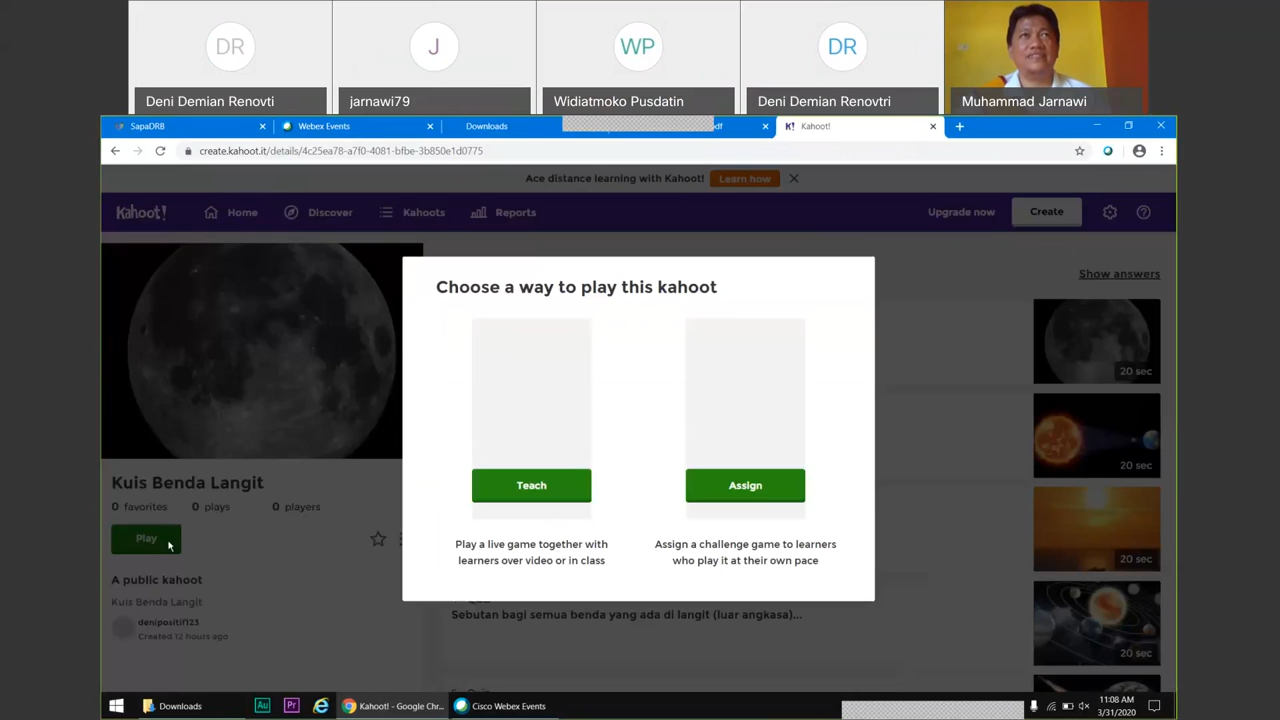 DR
J
WP
DR
Deni Demian Renovti
jarnawi79
Widiatmoko Pusdatin
Deni Demian Renovtri
Muhammad Jarnawi
SapaDRB
Webex Events
Downloads
K! Kahoot!
create.kahoot.it/details/4c25ea78-a7f0-4081-bfbe-3b850e1d0775
Ace distance learning with Kahoot! Learn how
Kahoot! Home Discover Kahoots Reports Upgrade now Create
Show answers
Choose a way to play this kahoot
Teach
Assign
Play a live game together with
learners over video or in class
Assign a challenge game to learners
who play it at their own pace
20 sec
20 sec
20 sec
20 sec
Kuis Benda Langit
0 favorites 0 plays 0 players
Play
A public kahoot
Kuis Benda Langit
denipositif123
Created 12 hours ago
Sebutan bagi semua benda yang ada di langit (luar angkasa)...
Downloads
Au
Pr
Kahoot! - Google Chr...
Cisco Webex Events
11:08 AM
3/31/2020